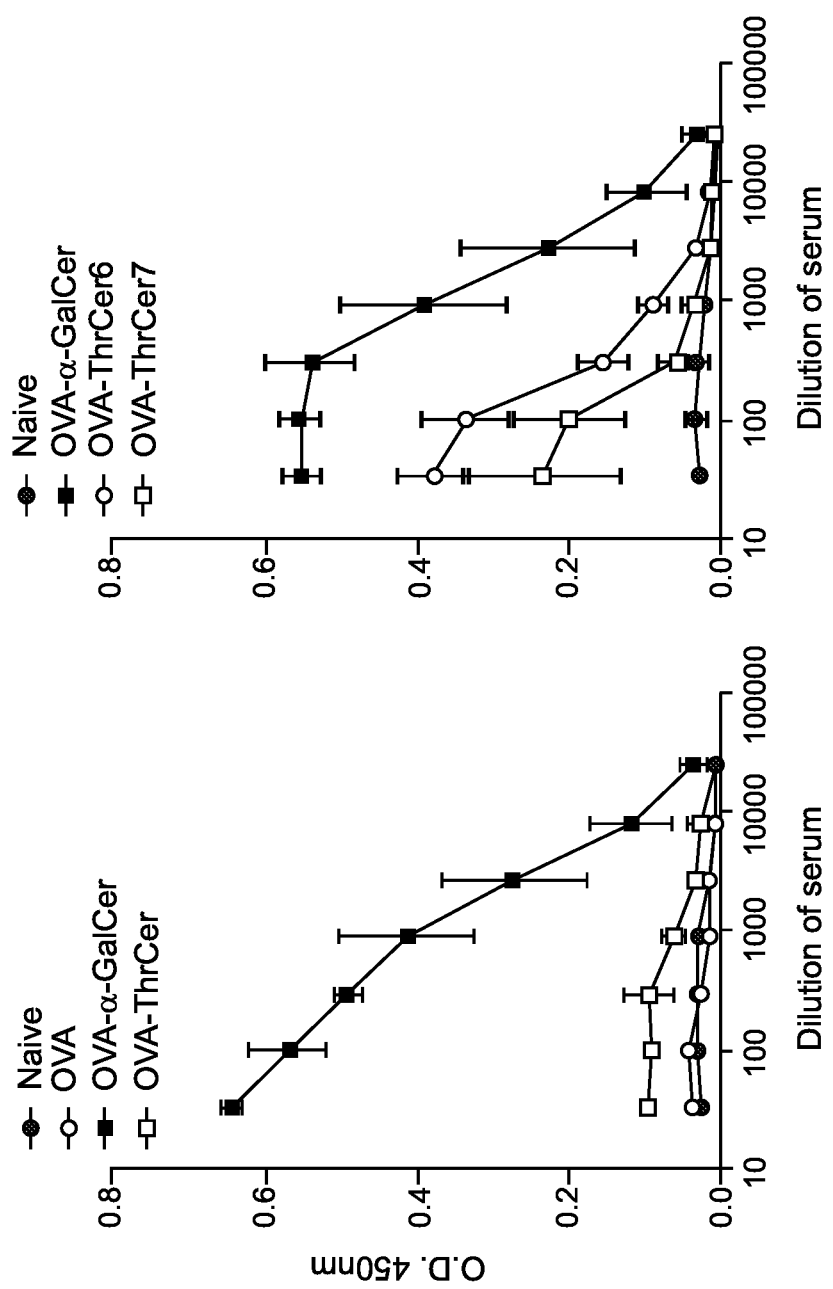 Naive
OVA
OVA-α-GalCer
OVA-ThrCer
O.D. 450nm
0.8
0.6
0.4
0.2
0.0
10
100
1000
10000
100000
Dilution of serum
Naive
OVA-α-GalCer
OVA-ThrCer6
OVA-ThrCer7
0.8
0.6
0.4
0.2
0.0
10
100
1000
10000
100000
Dilution of serum